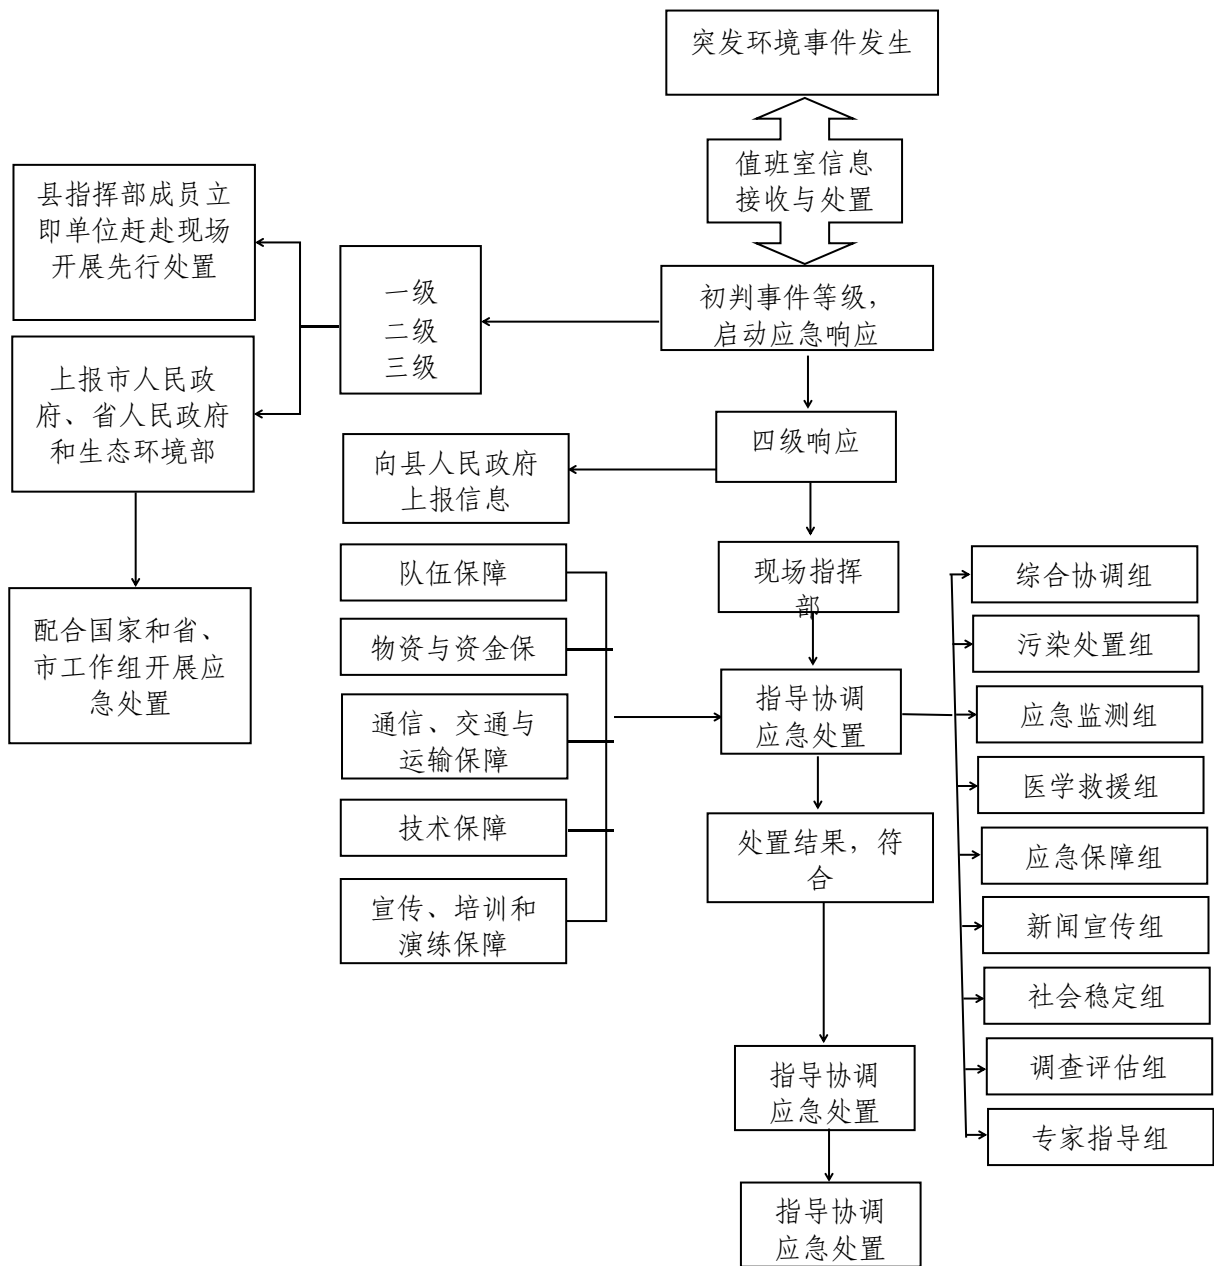 突发环境事件发生
值班室信息
接收与处置
县指挥部成员立
即单位赶赴现场
开展先行处置
一级
二级
三级
初判事件等级，
启动应急响应
上报市人民政
府、省人民政府
和生态环境部
四级响应
向县人民政府
上报信息
配合国家和省、
市工作组开展应
急处置
队伍保障
物资与资金保
通信、交通与
运输保障
技术保障
宣传、培训和
演练保障
现场指挥
部
指导协调
应急处置
处置结果，符
合
指导协调
应急处置
指导协调
应急处置
综合协调组
污染处置组
应急监测组
医学救援组
应急保障组
新闻宣传组
社会稳定组
调查评估组
专家指导组